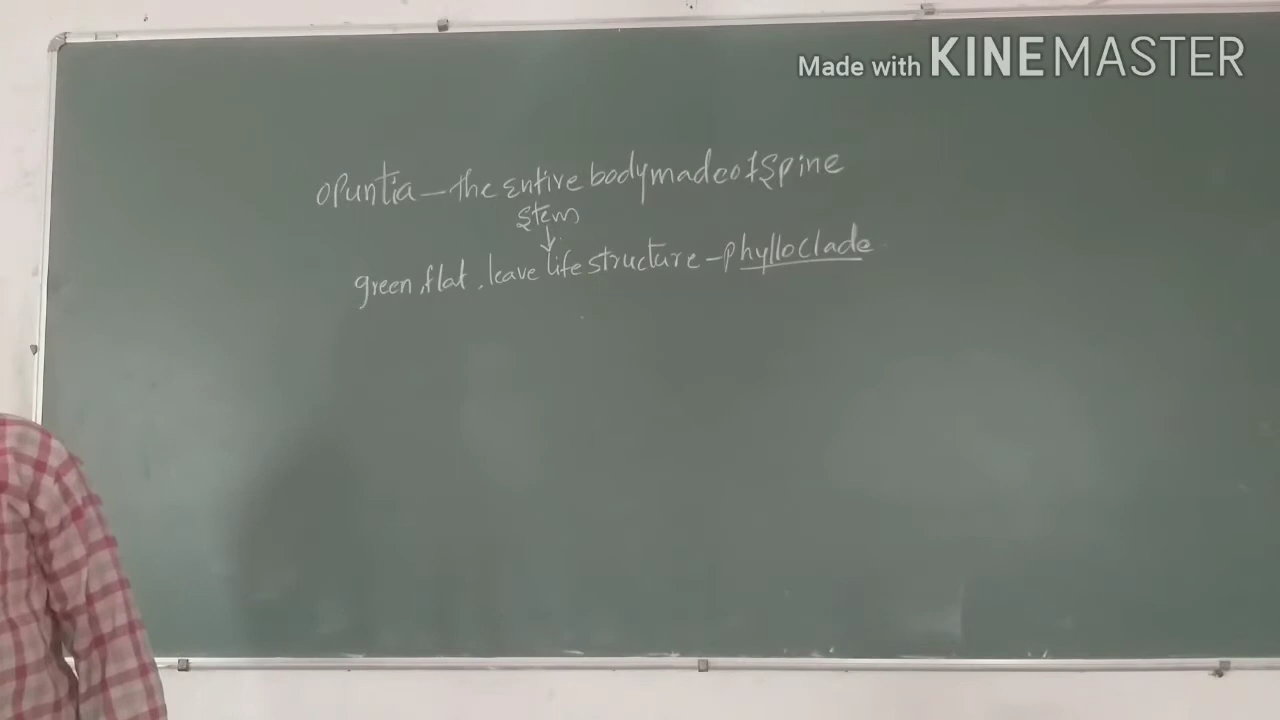 Made with KINEMASTER
opuntia - the Entire body made of spine
stem
↓
green, flat, leave life structure - phylloclade